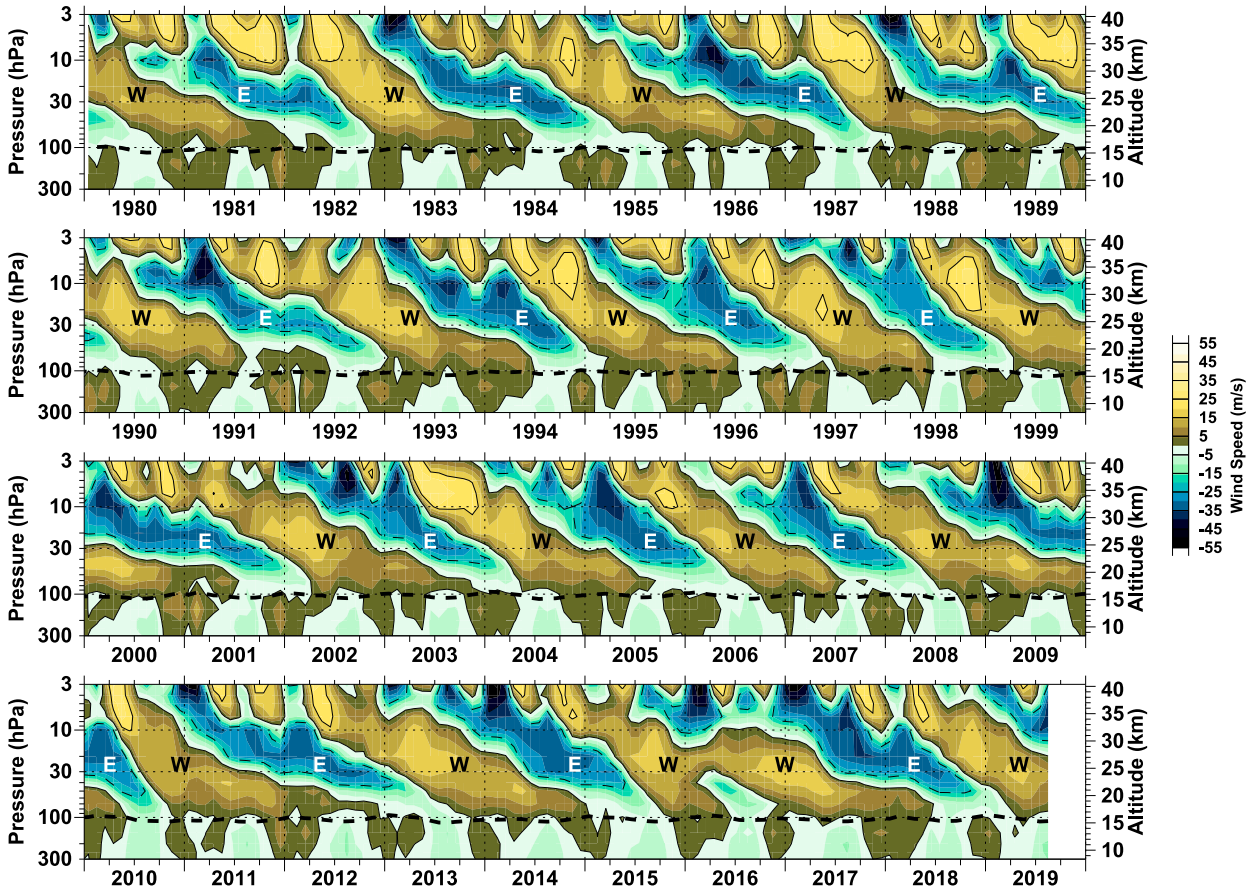 3 40
10 35
30 30
100 25
300 20
15
10
Pressure (hPa)
Altitude (km)
W E W E W E W E
1980 1981 1982 1983 1984 1985 1986 1987 1988 1989
3 40
10 35
30 30
100 25
300 20
15
10
Pressure (hPa)
Altitude (km)
W E W E W E W E W
1990 1991 1992 1993 1994 1995 1996 1997 1998 1999
3 40
10 35
30 30
100 25
300 20
15
10
Pressure (hPa)
Altitude (km)
E W E W E W E W
2000 2001 2002 2003 2004 2005 2006 2007 2008 2009
3 40
10 35
30 30
100 25
300 20
15
10
Pressure (hPa)
Altitude (km)
E W E W E W W E W
2010 2011 2012 2013 2014 2015 2016 2017 2018 2019
55
45
35
25
15
5
-5
-15
-25
-35
-45
-55
Wind Speed (m/s)